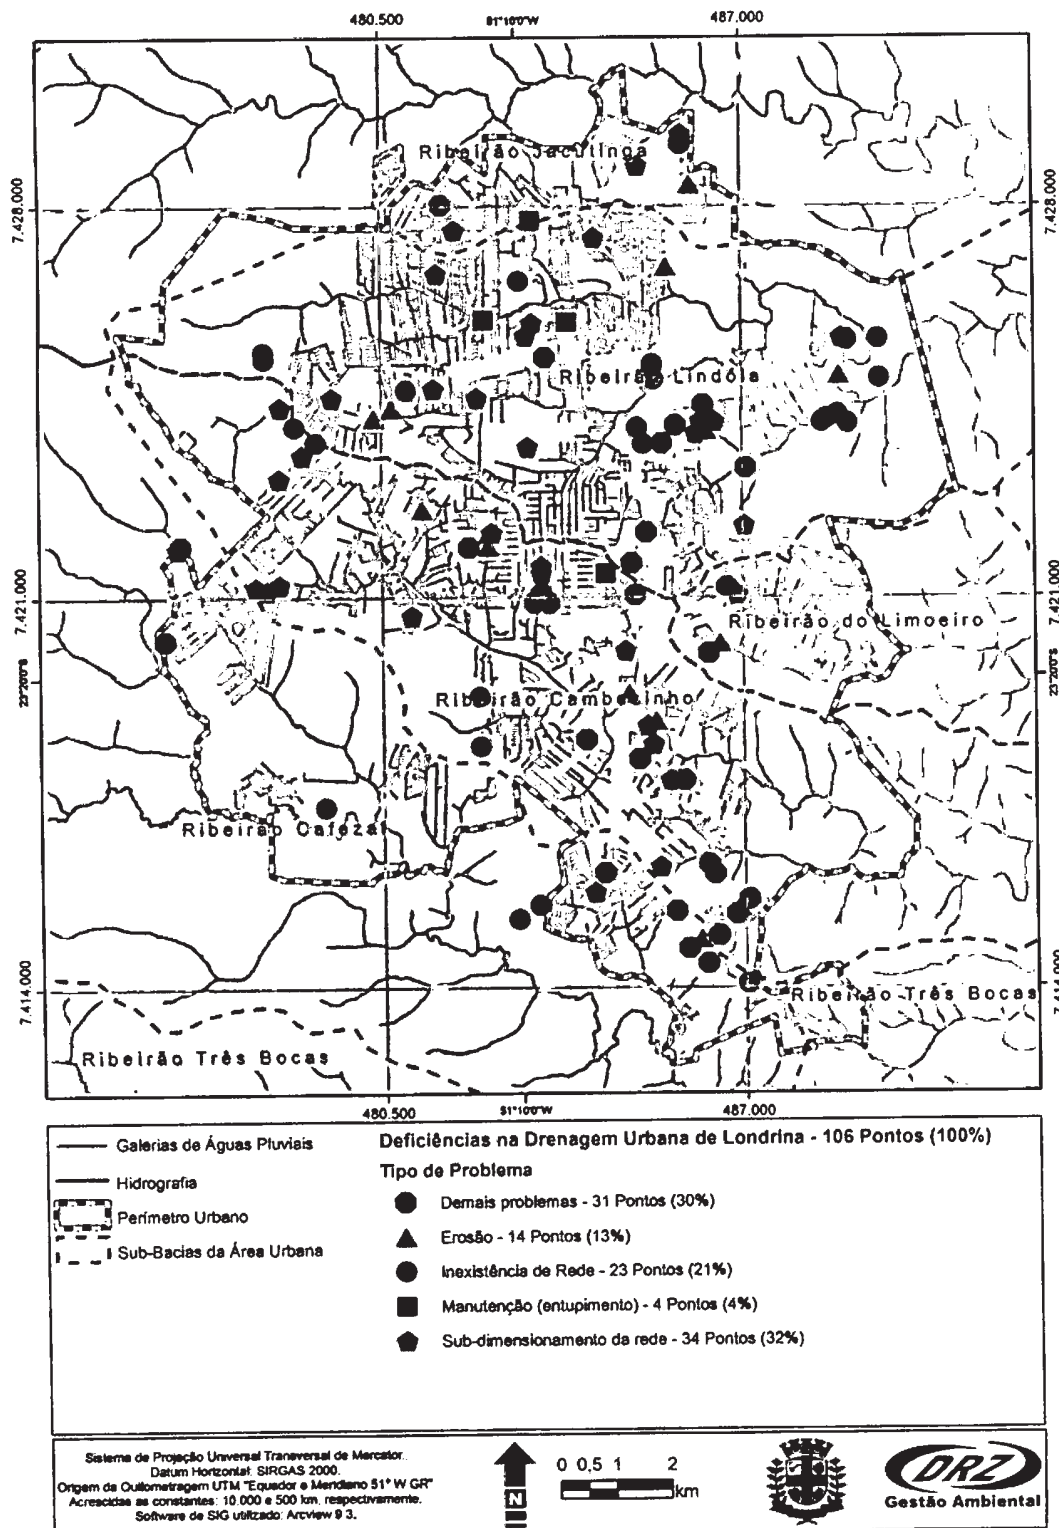 480.500
51°10'0"W
487.000
Ribeirão Jacutinga
7.428.000
7.428.000
Ribeirão Lindóia
7.421.000
7.421.000
Ribeirão do Limoeiro
23°20'0"S
23°20'0"S
Ribeirão Cambezinho
Ribeirão Cafezal
7.414.000
Ribeirão Três Bocas
Ribeirão Três Bocas
480.500
51°10'0"W
487.000
Galerias de Águas Pluviais
Hidrografia
Perímetro Urbano
Sub-Bacias da Área Urbana
Deficiências na Drenagem Urbana de Londrina - 106 Pontos (100%)
Tipo de Problema
Demais problemas - 31 Pontos (30%)
Erosão - 14 Pontos (13%)
Inexistência de Rede - 23 Pontos (21%)
Manutenção (entupimento) - 4 Pontos (4%)
Sub-dimensionamento da rede - 34 Pontos (32%)
Sistema de Projeção Universal Transversal de Mercator.
Datum Horizontal: SIRGAS 2000.
Origem da Quilometragem UTM "Equador e Meridiano 51° W GR"
Acrescidas as constantes: 10.000 e 500 km, respectivamente.
Software de SIG utilizado: Arcview 9.3.
N
0 0,5 1 2
km
DRZ
Gestão Ambiental